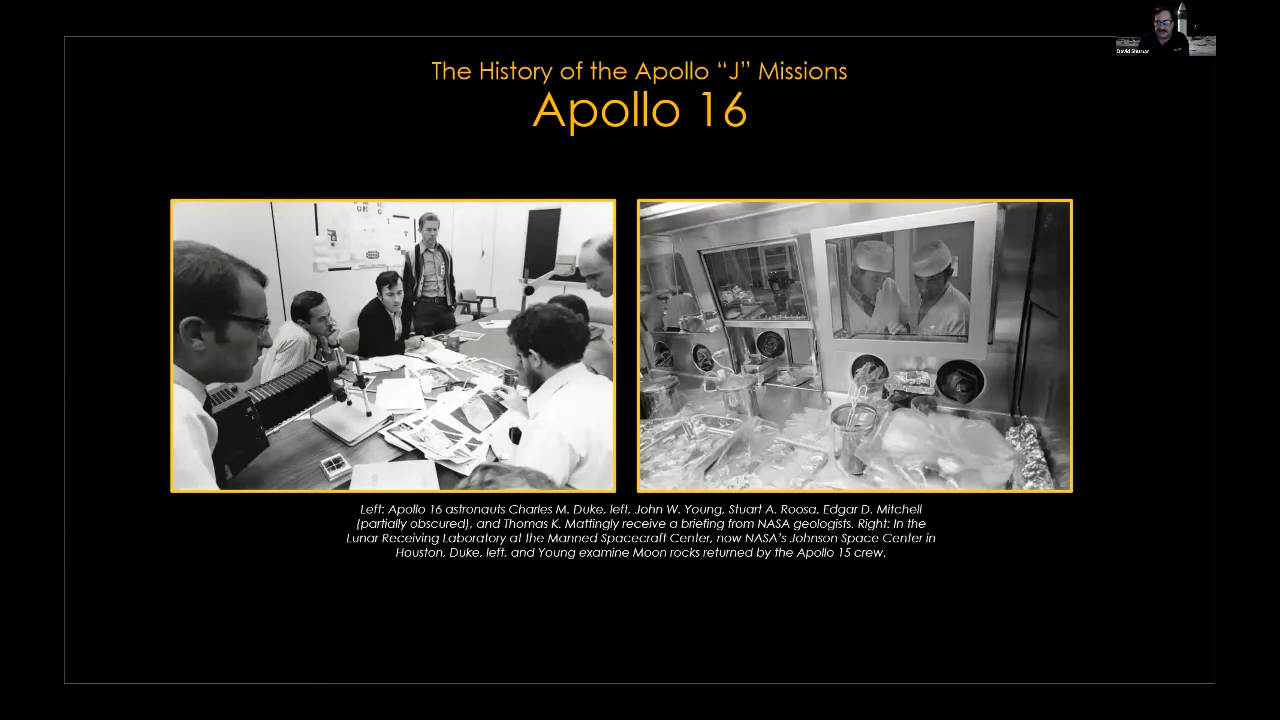 The History of the Apollo “J” Missions
Apollo 16
Left: Apollo 16 astronauts Charles M. Duke, left, John W. Young, Stuart A. Roosa, Edgar D. Mitchell
(partially obscured), and Thomas K. Mattingly receive a briefing from NASA geologists. Right: In the
Lunar Receiving Laboratory at the Manned Spacecraft Center, now NASA’s Johnson Space Center in
Houston, Duke, left, and Young examine Moon rocks returned by the Apollo 15 crew.
David